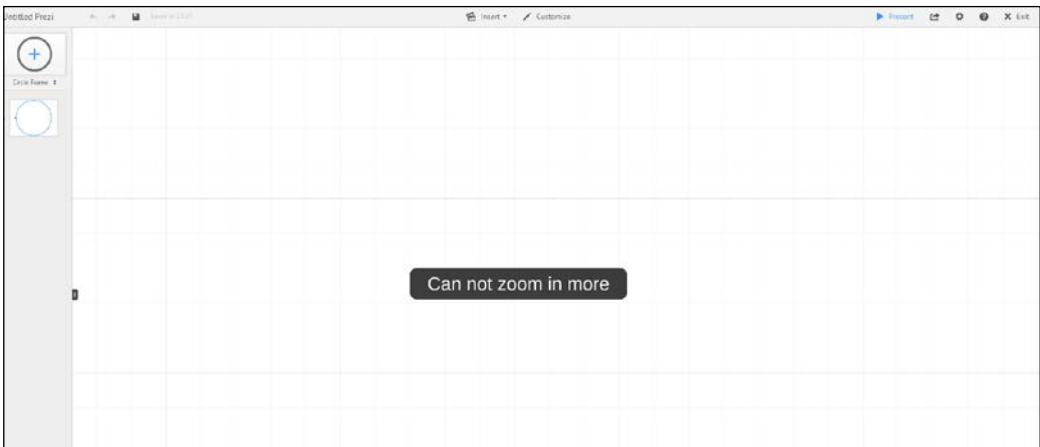 Untitled Prezi
Insert
Customize
Present
Exit
Circle Frame
Can not zoom in more